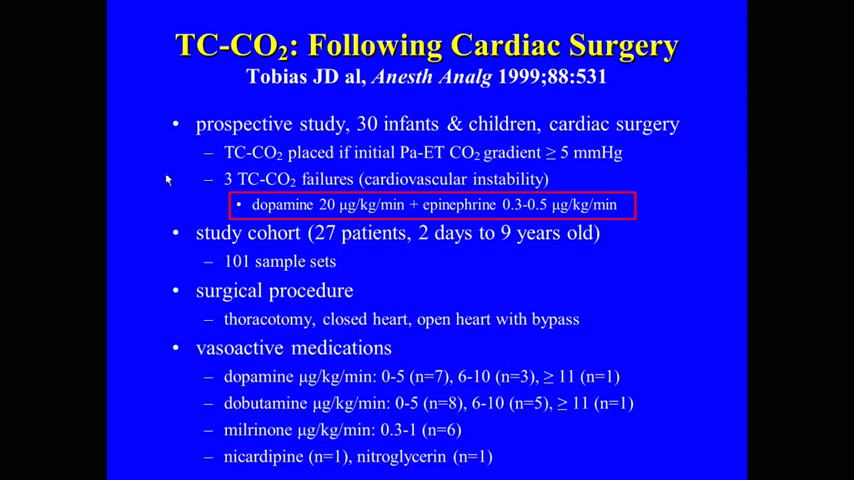 TC-CO₂: Following Cardiac Surgery
Tobias JD al, Anesth Analg 1999;88:531
• prospective study, 30 infants & children, cardiac surgery
– TC-CO₂ placed if initial Pa-ET CO₂ gradient ≥ 5 mmHg
– 3 TC-CO₂ failures (cardiovascular instability)
• dopamine 20 μg/kg/min + epinephrine 0.3-0.5 μg/kg/min
• study cohort (27 patients, 2 days to 9 years old)
– 101 sample sets
• surgical procedure
– thoracotomy, closed heart, open heart with bypass
• vasoactive medications
– dopamine μg/kg/min: 0-5 (n=7), 6-10 (n=3), ≥ 11 (n=1)
– dobutamine μg/kg/min: 0-5 (n=8), 6-10 (n=5), ≥ 11 (n=1)
– milrinone μg/kg/min: 0.3-1 (n=6)
– nicardipine (n=1), nitroglycerin (n=1)